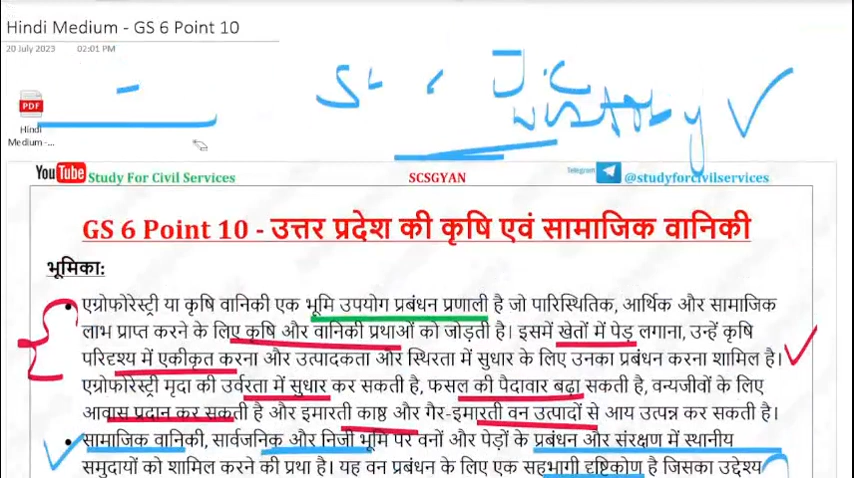 Hindi Medium - GS 6 Point 10
20 July 2023 02:01 PM
PDF
Hindi
Medium -...
You Tube Study For Civil Services SCSGYAN Telegram @studyforcivilservices
GS 6 Point 10 - उत्तर प्रदेश की कृषि एवं सामाजिक वानिकी
भूमिका:
• एग्रोफोरेस्ट्री या कृषि वानिकी एक भूमि उपयोग प्रबंधन प्रणाली है जो पारिस्थितिक, आर्थिक और सामाजिक
लाभ प्राप्त करने के लिए कृषि और वानिकी प्रथाओं को जोड़ती है। इसमें खेतों में पेड़ लगाना, उन्हें कृषि
परिदृश्य में एकीकृत करना और उत्पादकता और स्थिरता में सुधार के लिए उनका प्रबंधन करना शामिल है।
एग्रोफोरेस्ट्री मृदा की उर्वरता में सुधार कर सकती है, फसल की पैदावार बढ़ा सकती है, वन्यजीवों के लिए
आवास प्रदान कर सकती है और इमारती काष्ठ और गैर-इमारती वन उत्पादों से आय उत्पन्न कर सकती है।
• सामाजिक वानिकी, सार्वजनिक और निजी भूमि पर वनों और पेड़ों के प्रबंधन और संरक्षण में स्थानीय
समुदायों को शामिल करने की प्रथा है। यह वन प्रबंधन के लिए एक सहभागी दृष्टिकोण है जिसका उद्देश्य